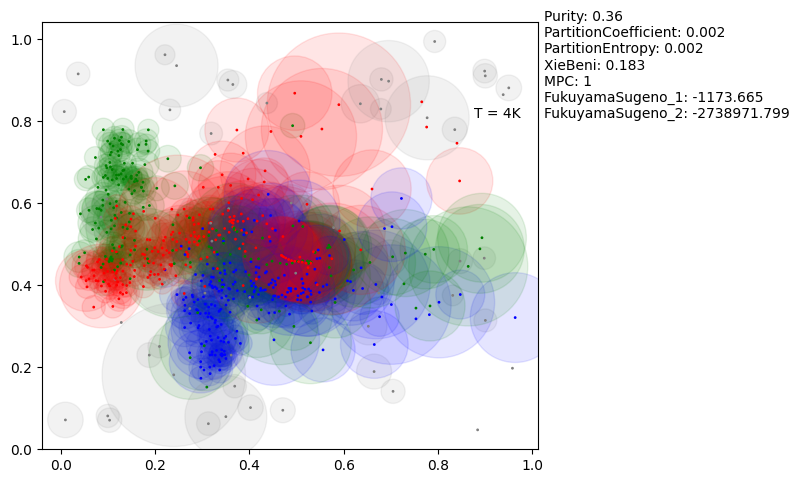 Purity: 0.36
PartitionCoefficient: 0.002
PartitionEntropy: 0.002
XieBeni: 0.183
MPC: 1
FukuyamaSugeno_1: -1173.665
FukuyamaSugeno_2: -2738971.799
T = 4K
1.0
0.8
0.6
0.4
0.2
0.0
0.0 0.2 0.4 0.6 0.8 1.0